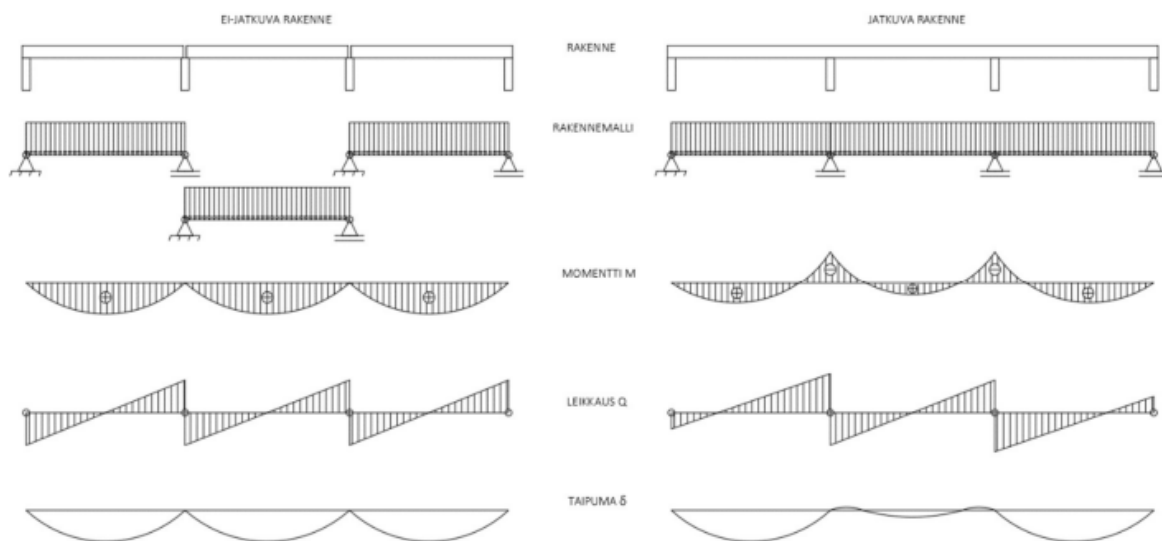 EI-JATKUVA RAKENNE
JATKUVA RAKENNE
RAKENNE
RAKENNEMALLI
MOMENTTI M
LEIKKAUS Q
TAIPUMA δ